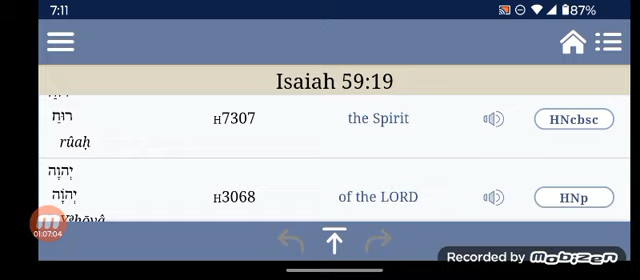 7:11
87%
Isaiah 59:19
רוּחַ H7307 the Spirit HNcbsc
rûaḥ
יְהֹוָה
יְהוָֹה H3068 of the LORD HNp
Yᵊhōvâ
01:07:04
Recorded by Mobizen